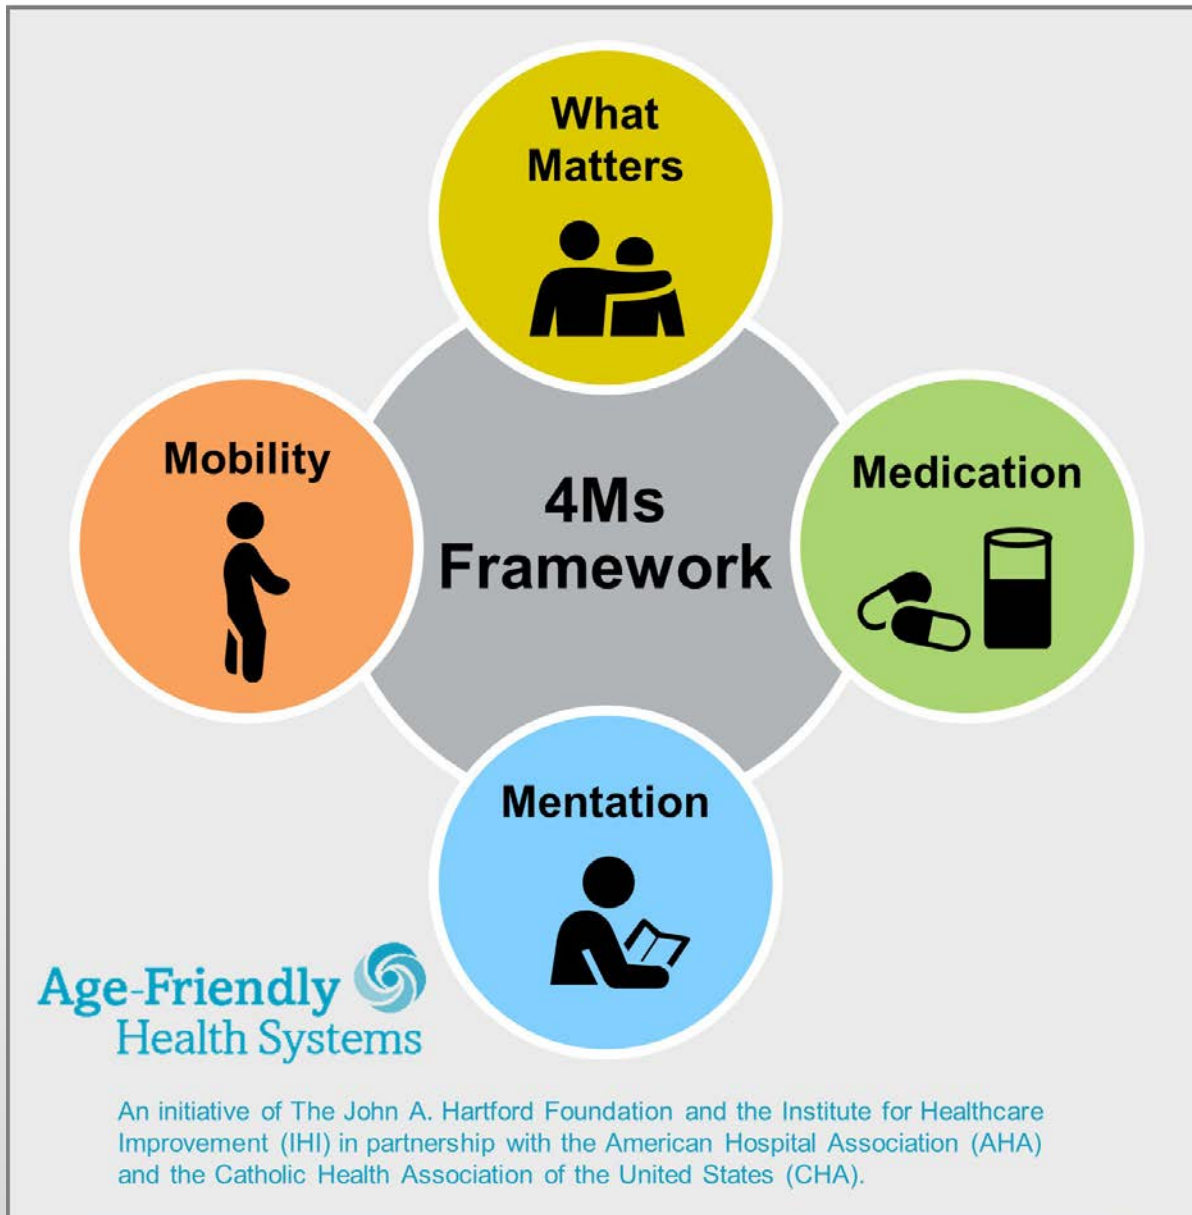 What
Matters
Mobility
Medication
4Ms
Framework
Mentation
Age-Friendly
Health Systems
An initiative of The John A. Hartford Foundation and the Institute for Healthcare
Improvement (IHI) in partnership with the American Hospital Association (AHA)
and the Catholic Health Association of the United States (CHA).